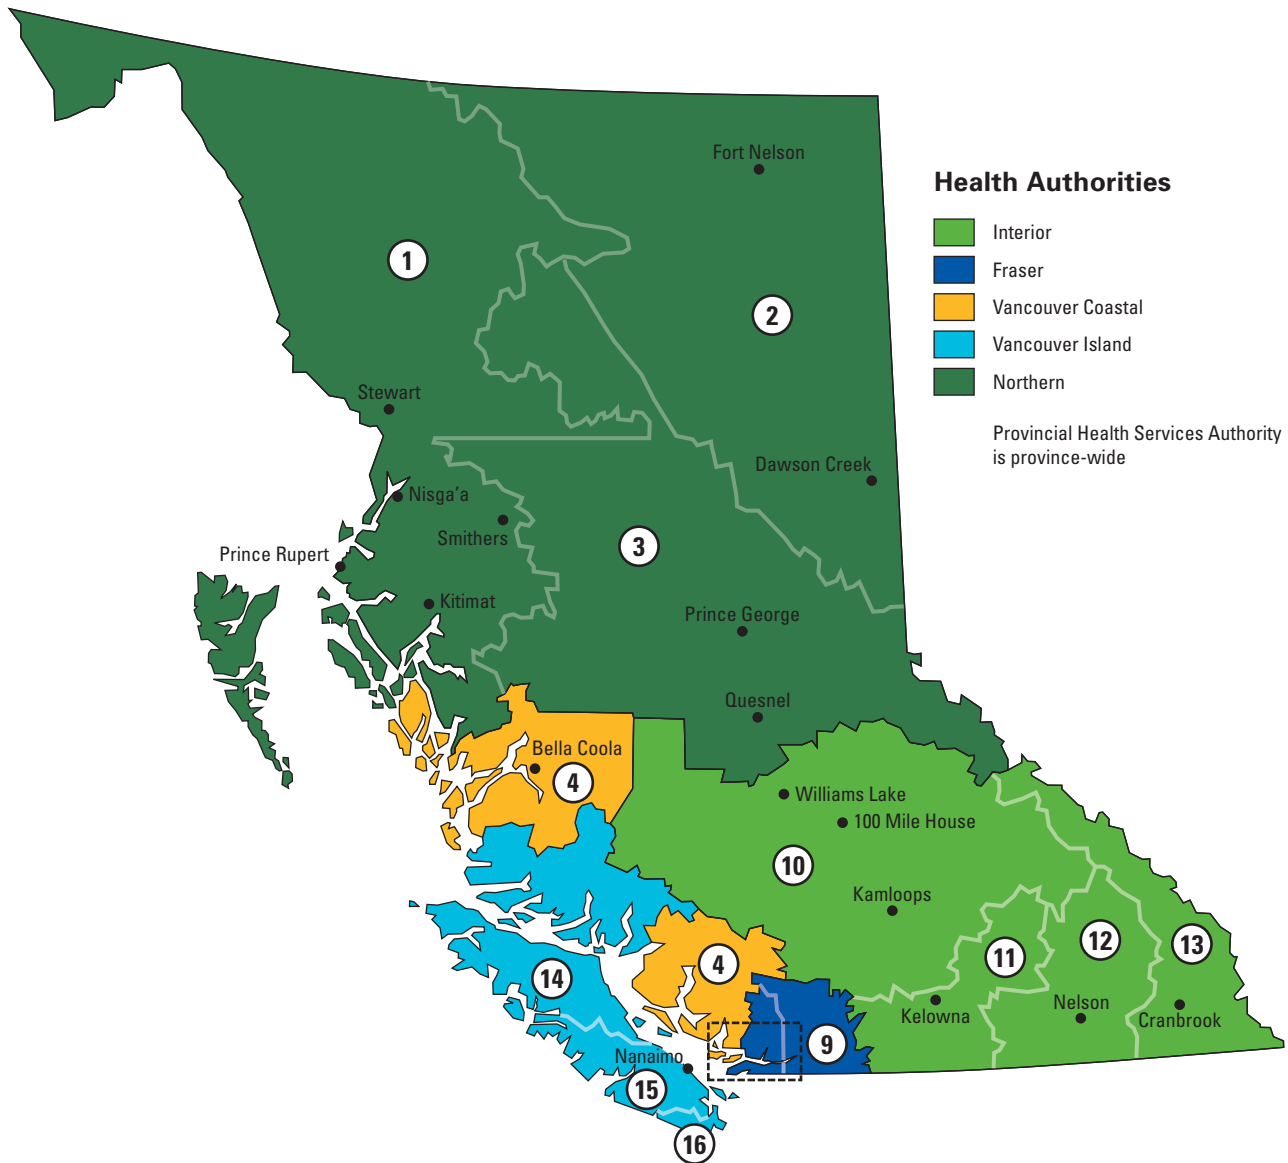 Fort Nelson
Health Authorities
Interior
Fraser
Vancouver Coastal
Vancouver Island
Northern
Provincial Health Services Authority
is province-wide
1
2
Stewart
Dawson Creek
Nisga'a
Smithers
3
Prince Rupert
Kitimat
Prince George
Quesnel
Bella Coola
4
Williams Lake
100 Mile House
10
Kamloops
11
12
13
4
14
Kelowna
Nelson
Cranbrook
9
Nanaimo
15
16